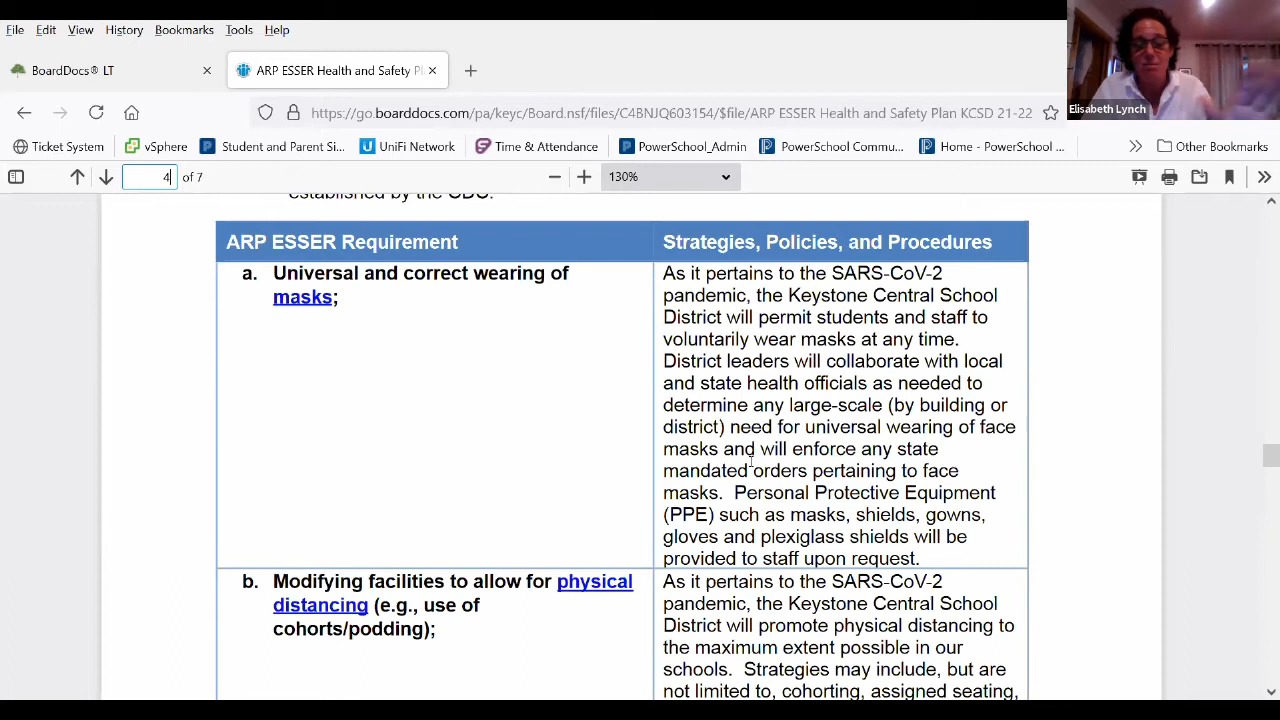 File Edit View History Bookmarks Tools Help
BoardDocs® LT
ARP ESSER Health and Safety Pl
Elisabeth Lynch
https://go.boarddocs.com/pa/keyc/Board.nsf/files/C4BNJQ603154/$file/ARP ESSER Health and Safety Plan KCSD 21-22
Ticket System vSphere Student and Parent Si... UniFi Network Time & Attendance PowerSchool_Admin PowerSchool Commu... Home - PowerSchool ... Other Bookmarks
4 of 7 130%
established by the CDC.
ARP ESSER Requirement
Strategies, Policies, and Procedures
a. Universal and correct wearing of
masks;
As it pertains to the SARS-CoV-2
pandemic, the Keystone Central School
District will permit students and staff to
voluntarily wear masks at any time.
District leaders will collaborate with local
and state health officials as needed to
determine any large-scale (by building or
district) need for universal wearing of face
masks and will enforce any state
mandated orders pertaining to face
masks. Personal Protective Equipment
(PPE) such as masks, shields, gowns,
gloves and plexiglass shields will be
provided to staff upon request.
b. Modifying facilities to allow for physical
distancing (e.g., use of
cohorts/podding);
As it pertains to the SARS-CoV-2
pandemic, the Keystone Central School
District will promote physical distancing to
the maximum extent possible in our
schools. Strategies may include, but are
not limited to, cohorting, assigned seating,